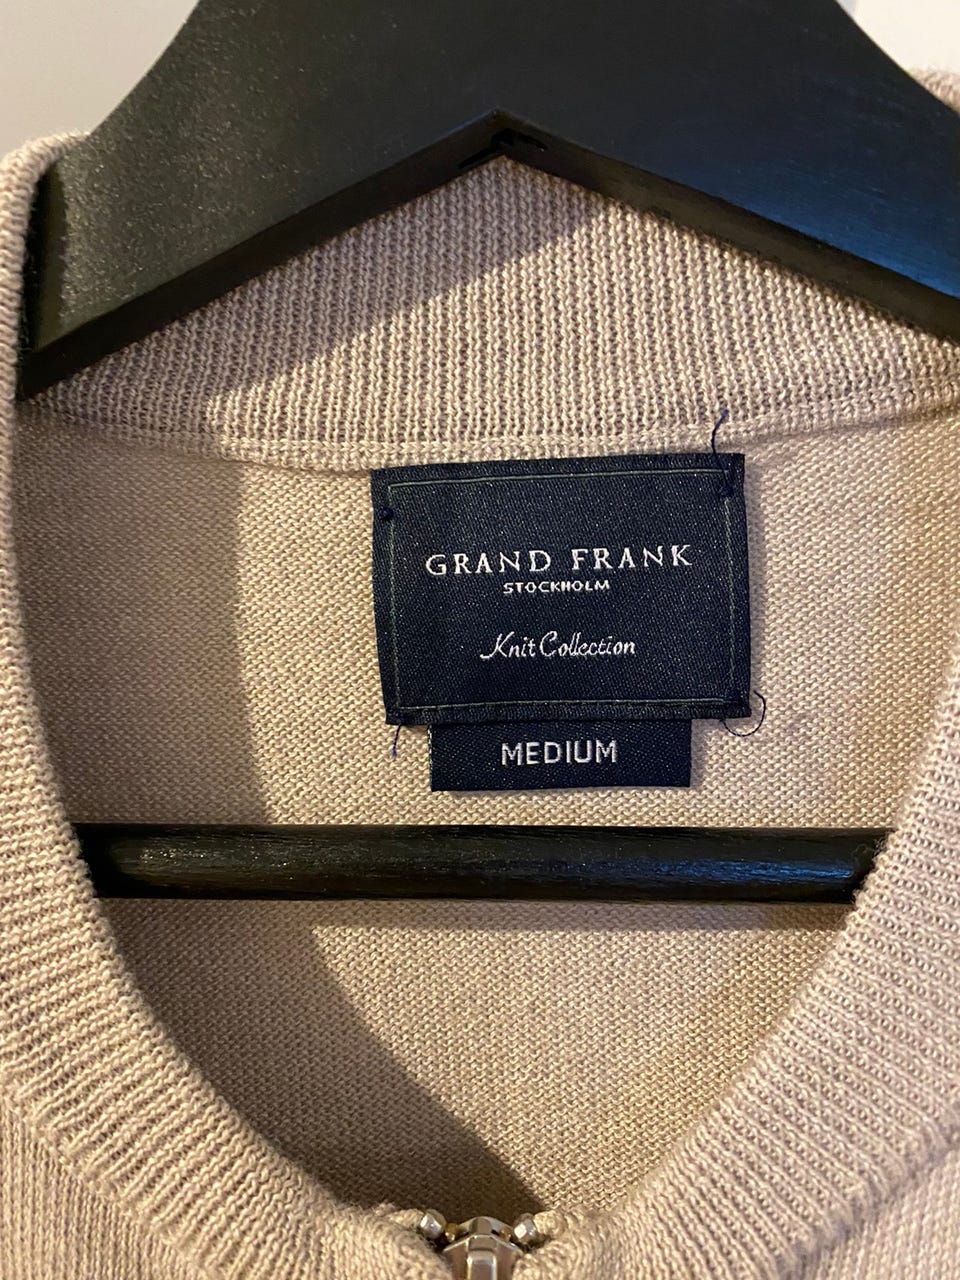 GRAND FRANK
STOCKHOLM
Knit Collection
MEDIUM